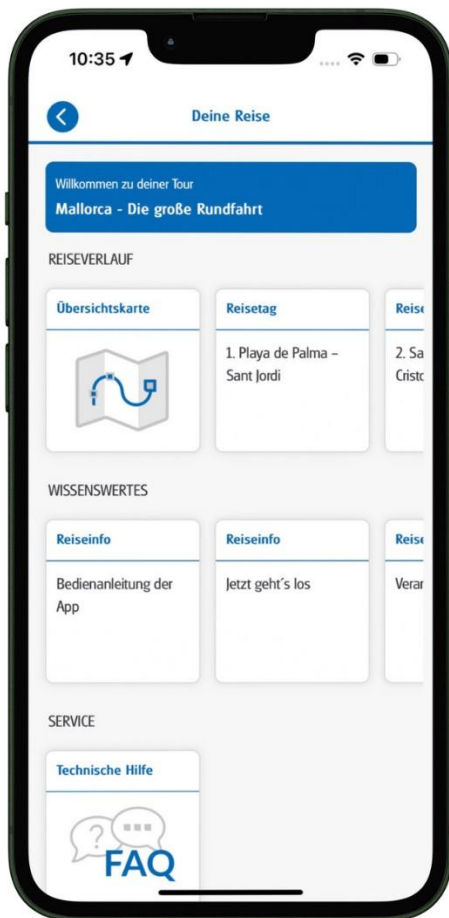 10:35
Deine Reise
Willkommen zu deiner Tour
Mallorca - Die große Rundfahrt
REISEVERLAUF
Übersichtskarte
Reisetag
1. Playa de Palma –
Sant Jordi
2.
WISSENSWERTES
Reiseinfo
Reiseinfo
Bedienanleitung der
App
Jetzt geht´s los
SERVICE
Technische Hilfe
FAQ